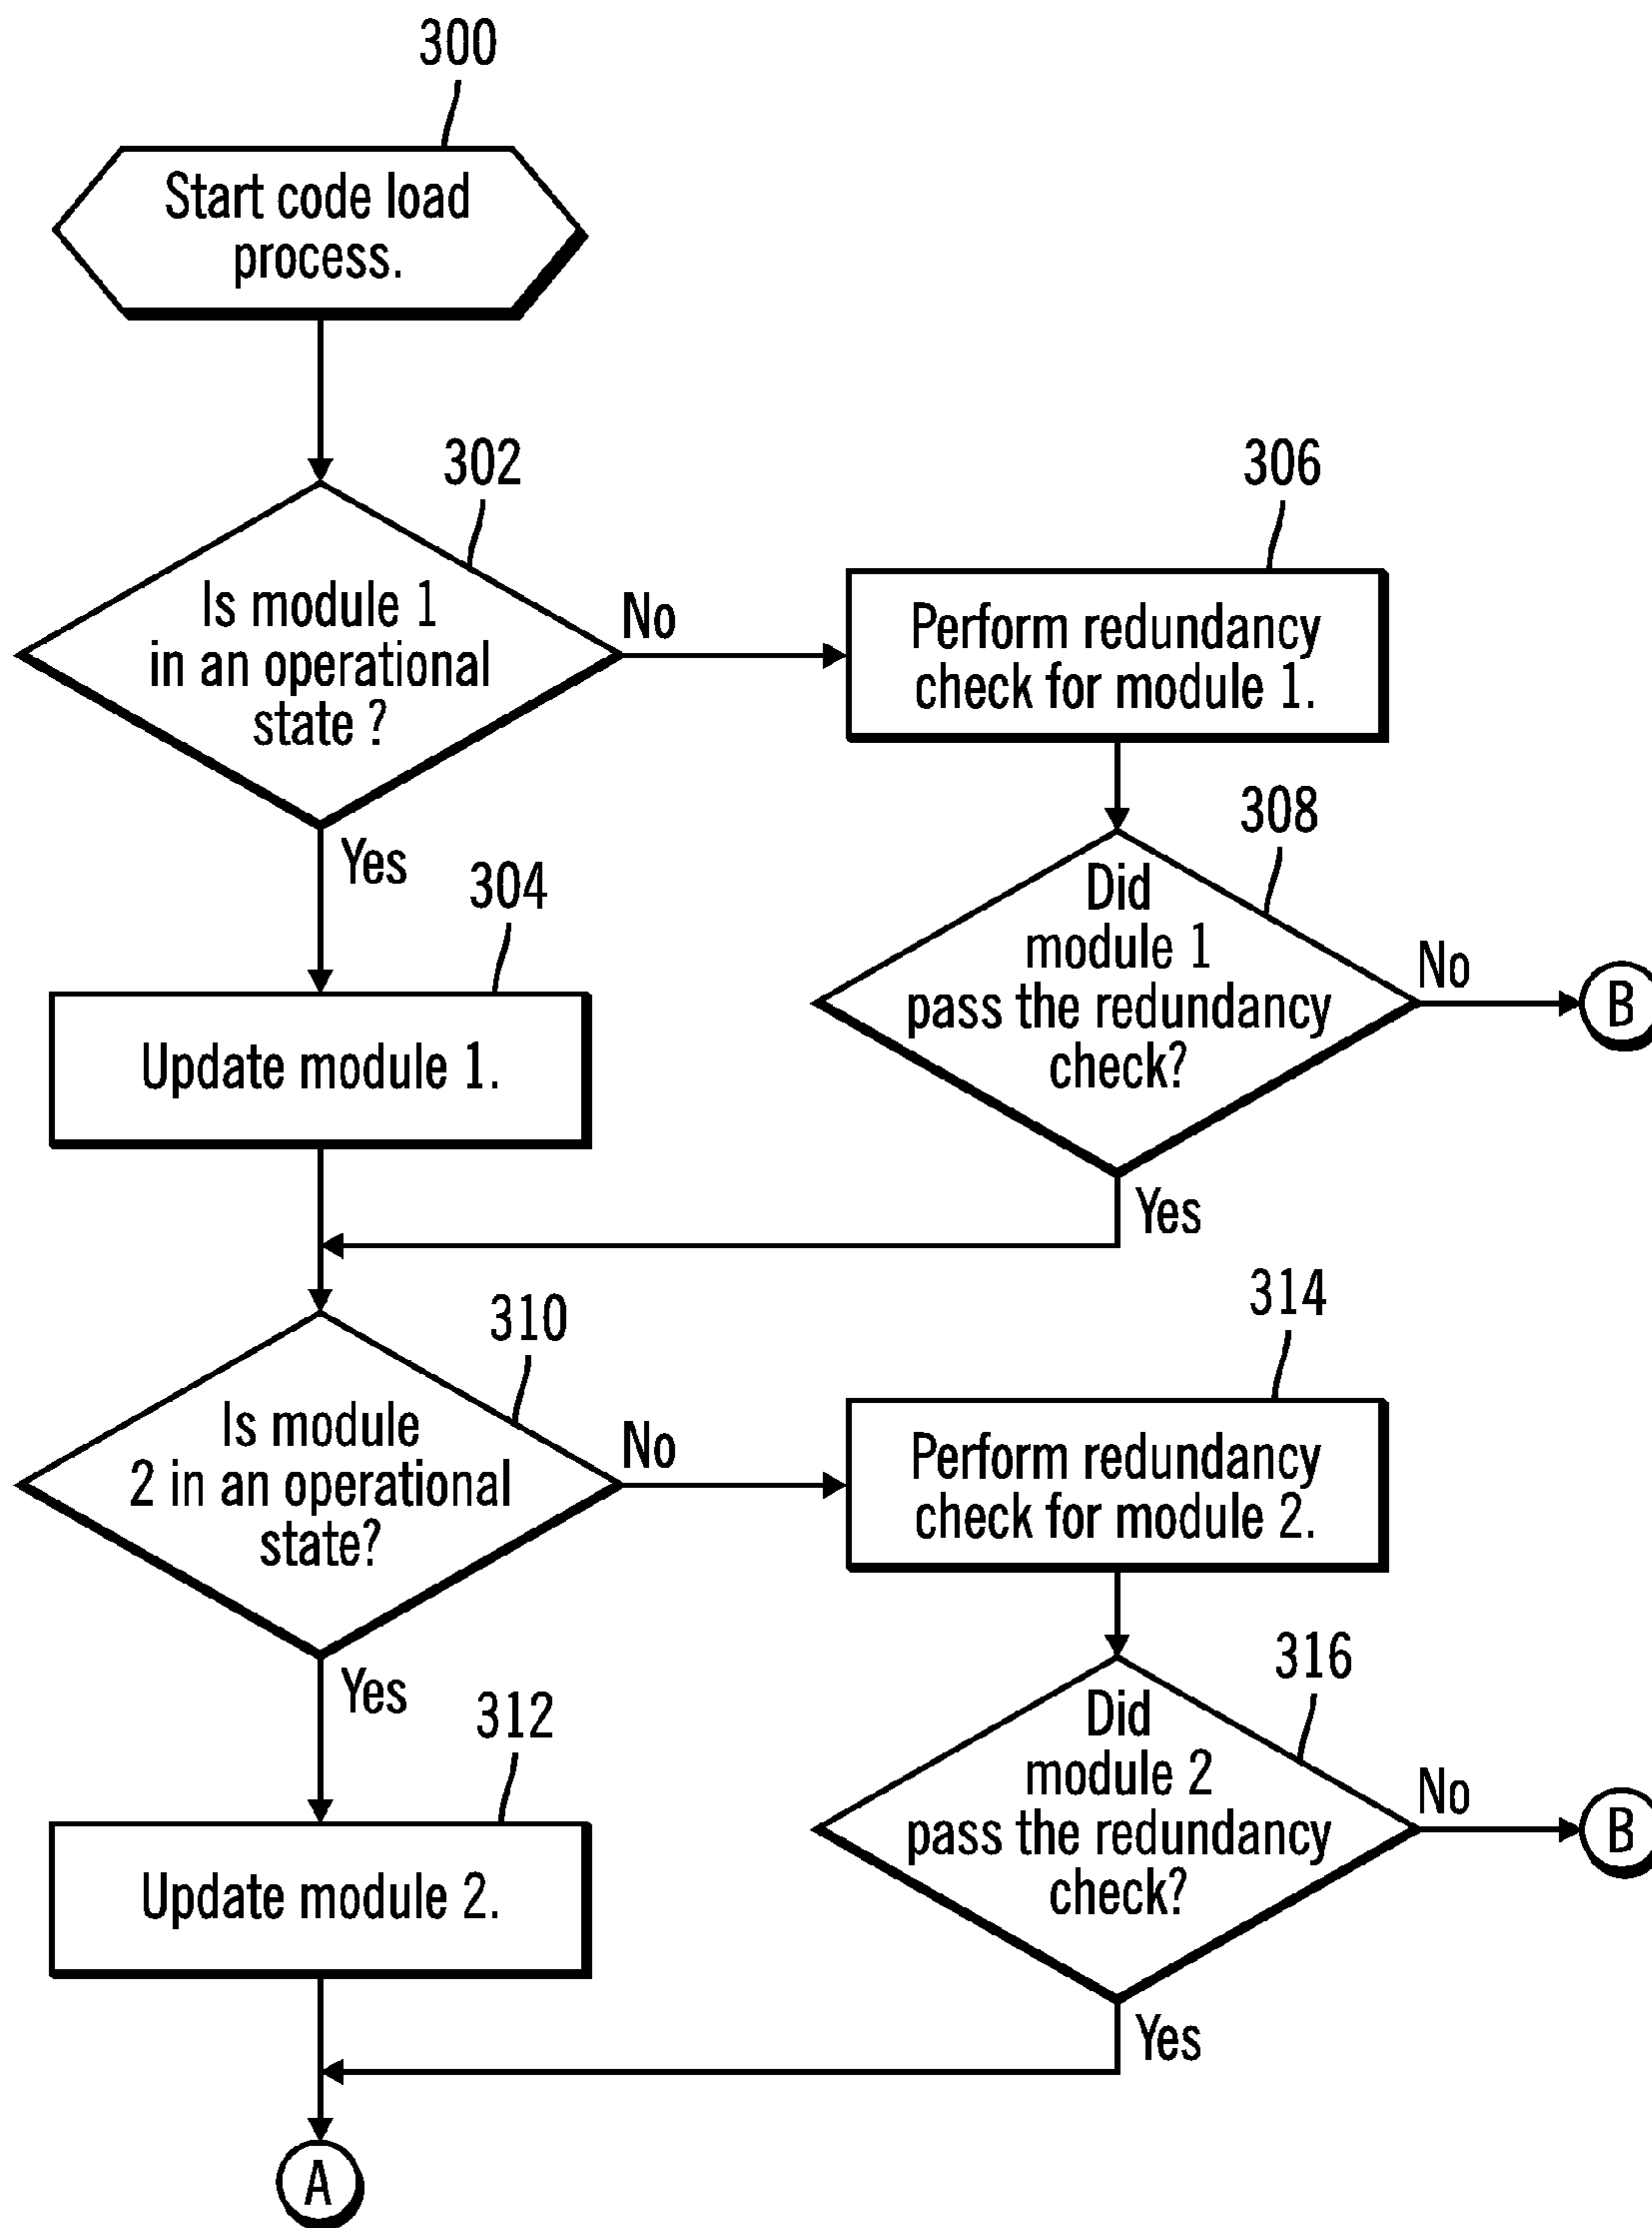 300
Start code load
process.
302
Is module 1
in an operational
state ?
No
Yes
306
Perform redundancy
check for module 1.
304
Update module 1.
308
Did
module 1
pass the redundancy
check?
No
B
Yes
310
Is module
2 in an operational
state?
No
Yes
314
Perform redundancy
check for module 2.
312
Update module 2.
316
Did
module 2
pass the redundancy
check?
No
B
Yes
A